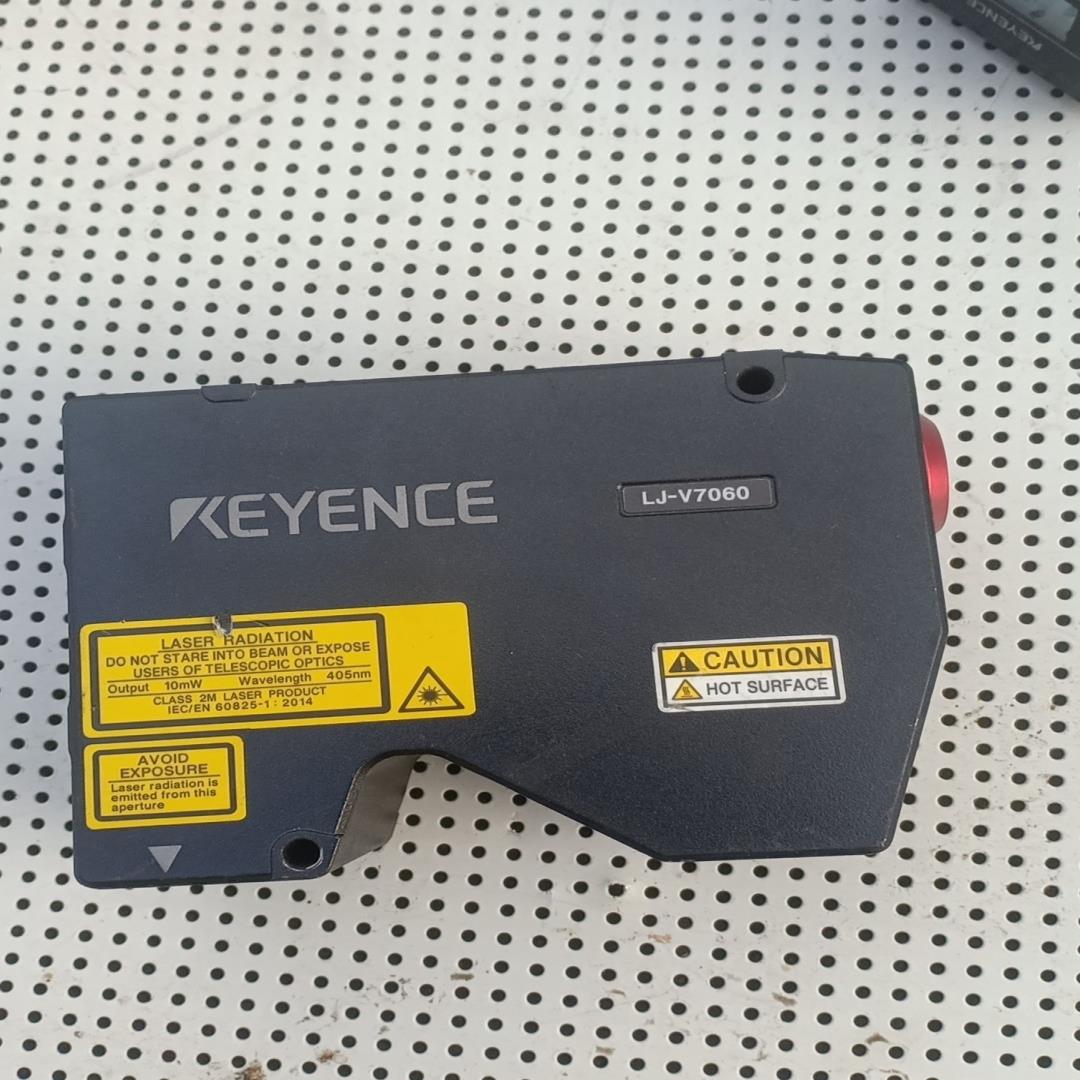 KEYENCE
KEYENCE
LJ-V7060
LASER RADIATION
DO NOT STARE INTO BEAM OR EXPOSE
USERS OF TELESCOPIC OPTICS
Output 10mW Wavelength 405nm
CLASS 2M LASER PRODUCT
IEC/EN 60825-1: 2014
CAUTION
HOT SURFACE
AVOID
EXPOSURE
Laser radiation is
emitted from this
aperture